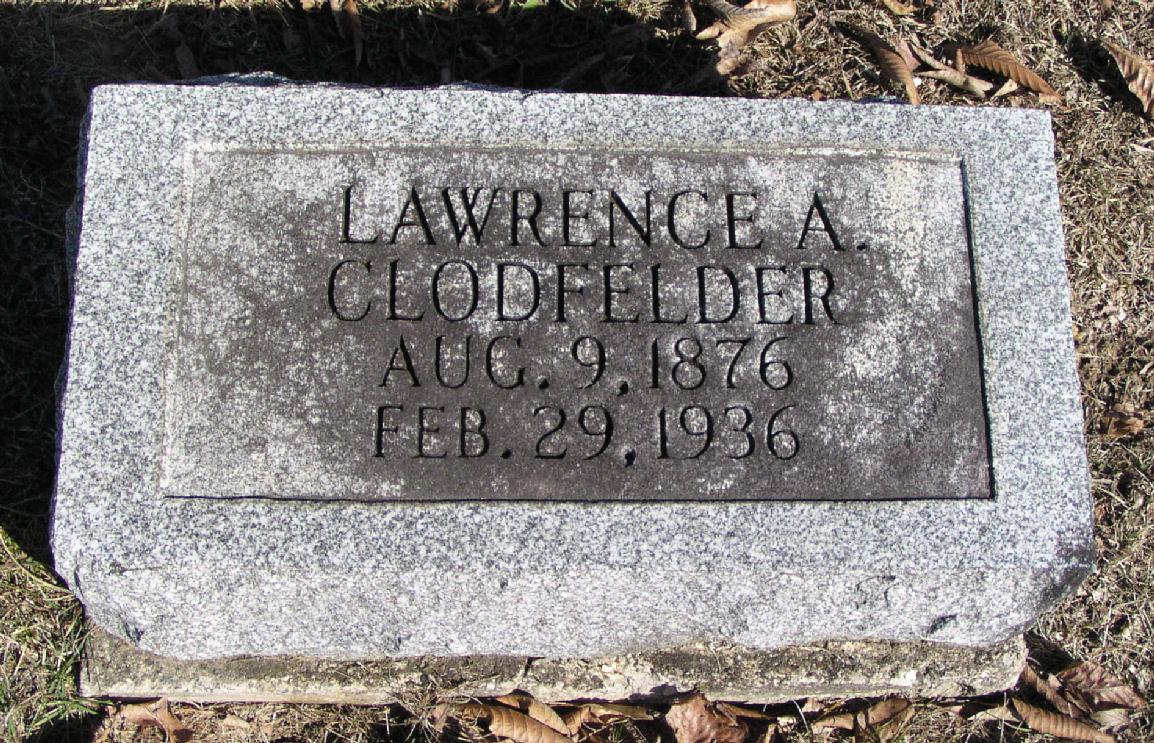 LAWRENCE A.
CLODFELDER
AUG. 9, 1876
FEB. 29, 1936